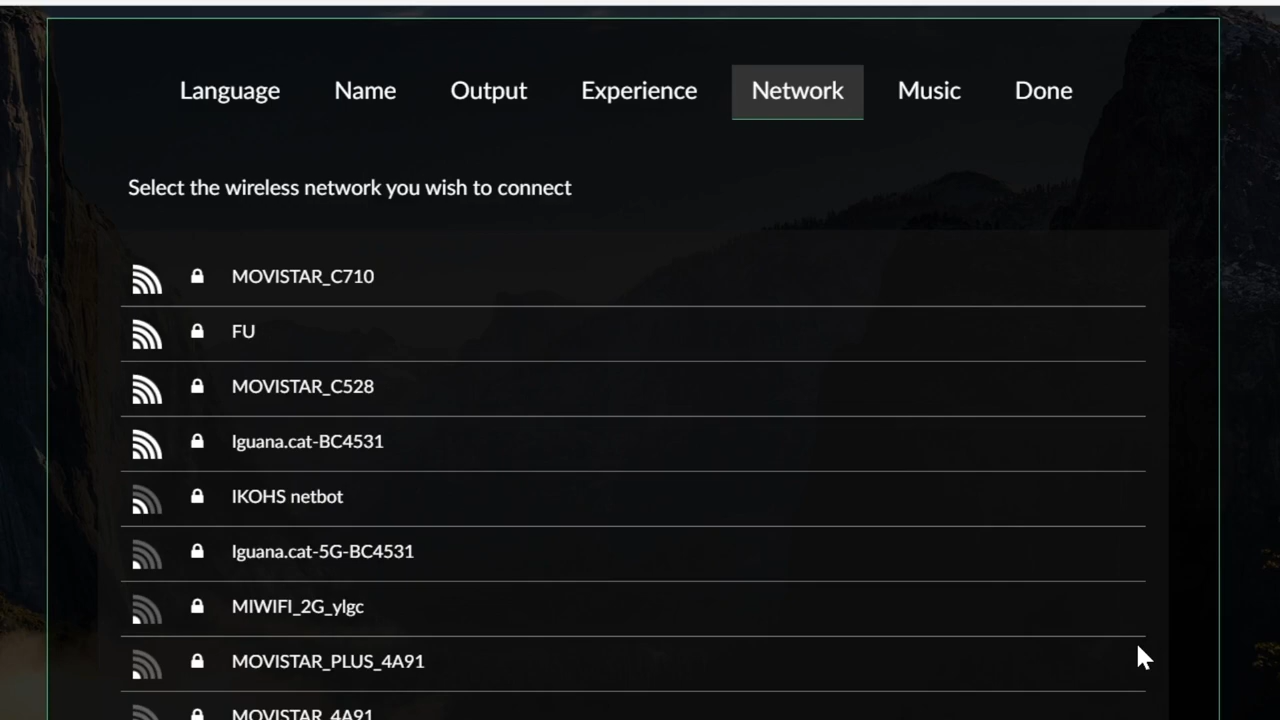 Language Name Output Experience Network Music Done
Select the wireless network you wish to connect
MOVISTAR_C710
FU
MOVISTAR_C528
Iguana.cat-BC4531
IKOHS netbot
Iguana.cat-5G-BC4531
MIWIFI_2G_ylgc
MOVISTAR_PLUS_4A91
MOVISTAR_4A91